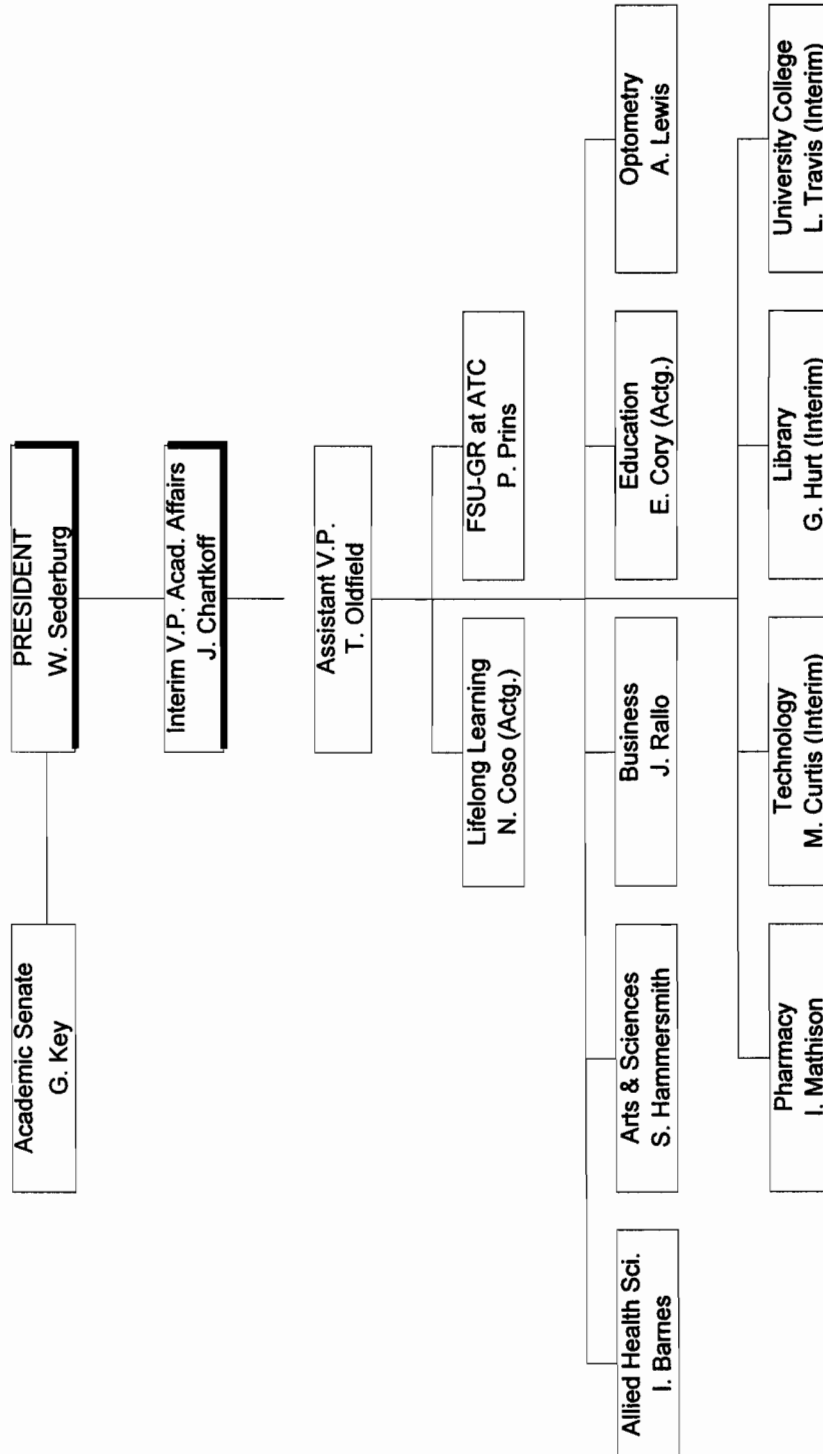 PRESIDENT
W. Sederburg
Academic Senate
G. Key
Interim V.P. Acad. Affairs
J. Chartkoff
Assistant V.P.
T. Oldfield
Lifelong Learning
N. Coso (Actg.)
FSU-GR at ATC
P. Prins
Allied Health Sci.
I. Barnes
Arts & Sciences
S. Hammersmith
Business
J. Rallo
Education
E. Cory (Actg.)
Optometry
A. Lewis
Pharmacy
I. Mathison
Technology
M. Curtis (Interim)
Library
G. Hurt (Interim)
University College
L. Travis (Interim)